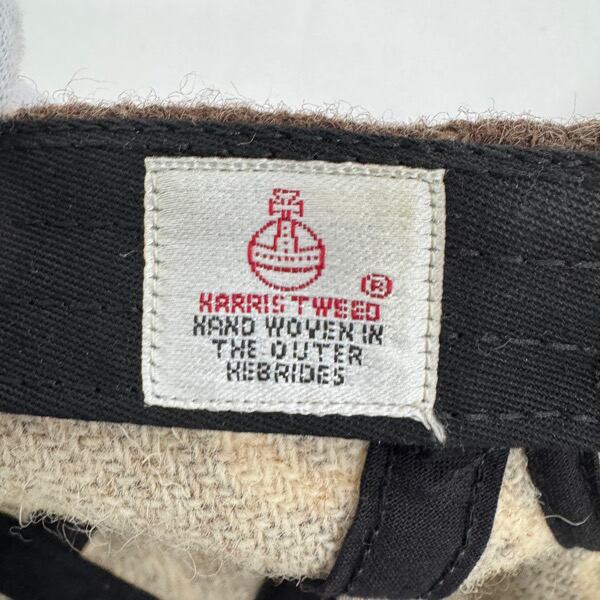 HARRIS TWEED ®
HAND WOVEN IN
THE OUTER
HEBRIDES